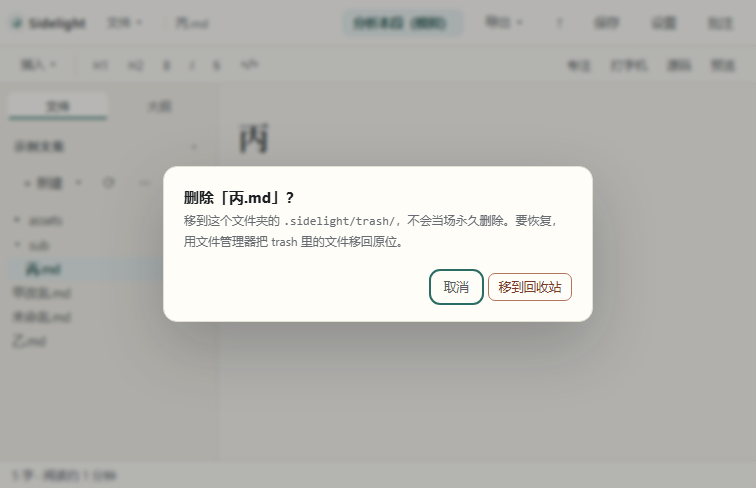 Sidelight 文件 丙.md 导出 ? 保存 设置 批注
插入 H1 H2 B I S </> 专注 打字机 源码 预览
文件 大纲
丙
示例文集
+ 新建
删除「丙.md」?
移到这个文件夹的 .sidelight/trash/，不会当场永久删除。要恢复，
用文件管理器把 trash 里的文件移回原位。
取消 移到回收站
assets
sub
丙.md
未命名.md
乙.md